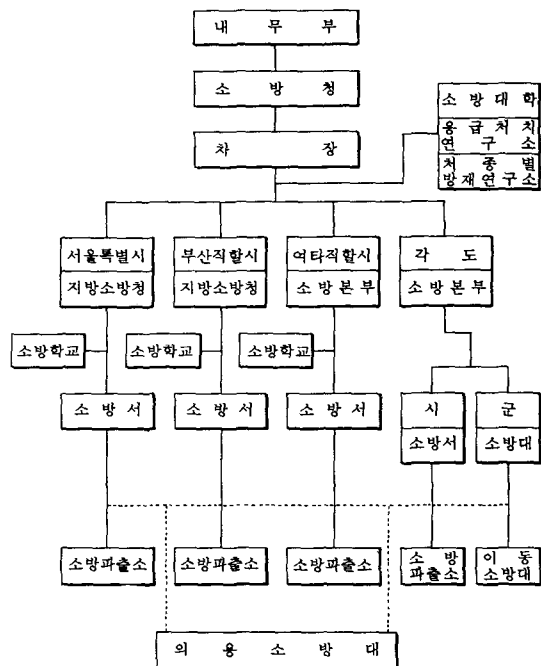 내 무 부
소 방 청
차 장
소 방 대 학
응 급 처 치
연 구 소
처 종 별
방재연구소
서울특별시
지방소방청
부산직할시
지방소방청
여타직할시
소 방 본 부
각 도
소 방 본 부
소방학교
소방학교
소방학교
소 방 서
소 방 서
소 방 서
시
소방서
군
소방대
소방파출소
소방파출소
소방파출소
소 방
파출소
이 동
소방대
의 용 소 방 대